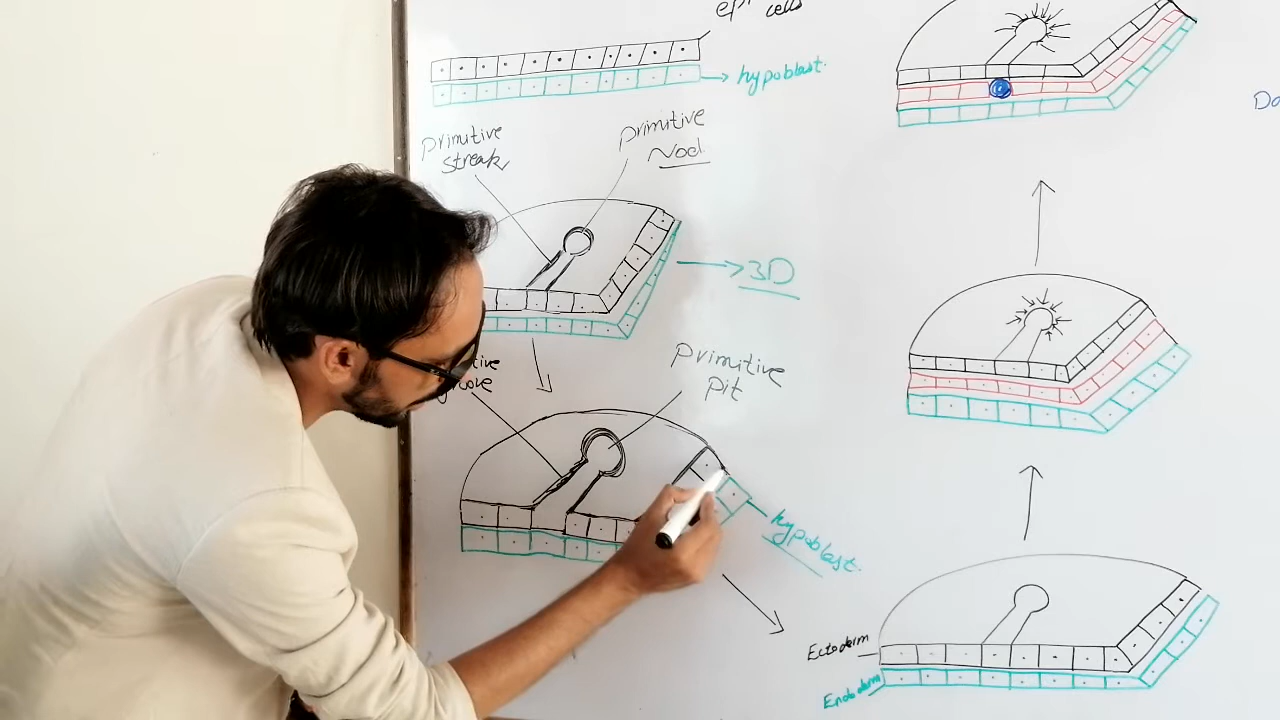 cells
hypoblast.
primitive
streak
primitive
Nod
3D
primitive
pit
hypoblast.
Ectoderm
Endoderm